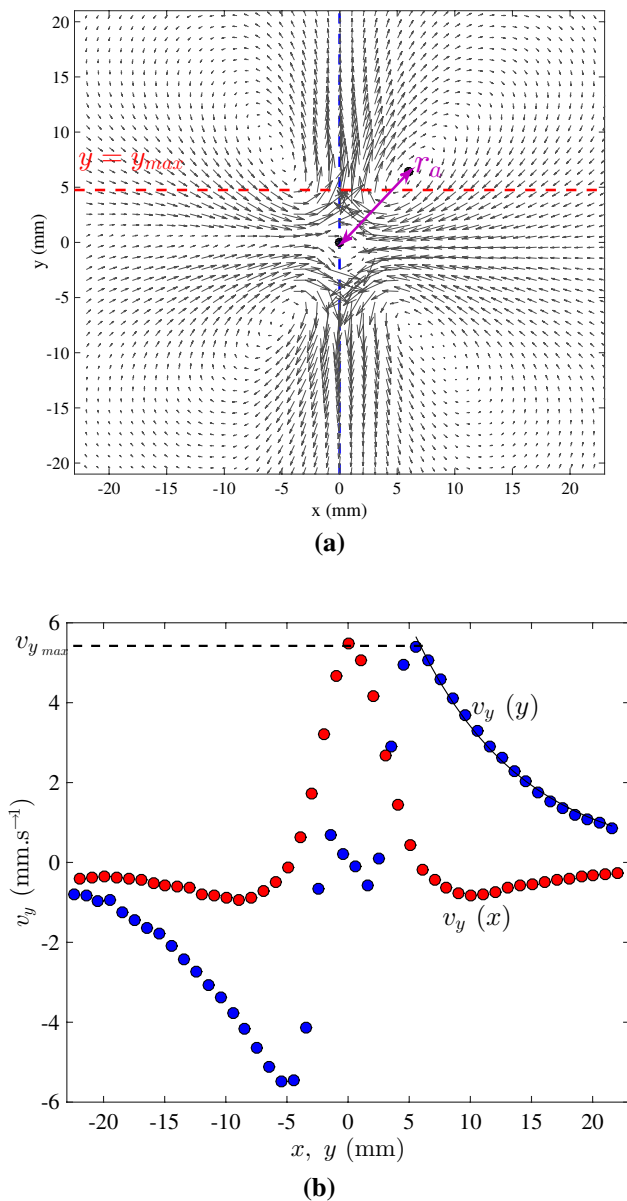 20
15
10
5
0
-5
-10
-15
-20
y (mm)
y = y_max
r_a
-20 -15 -10 -5 0 5 10 15 20
x (mm)
(a)
6
4
2
0
-2
-4
-6
v_y (mm.s⁻¹)
v_y max
v_y (y)
v_y (x)
-20 -15 -10 -5 0 5 10 15 20
x, y (mm)
(b)